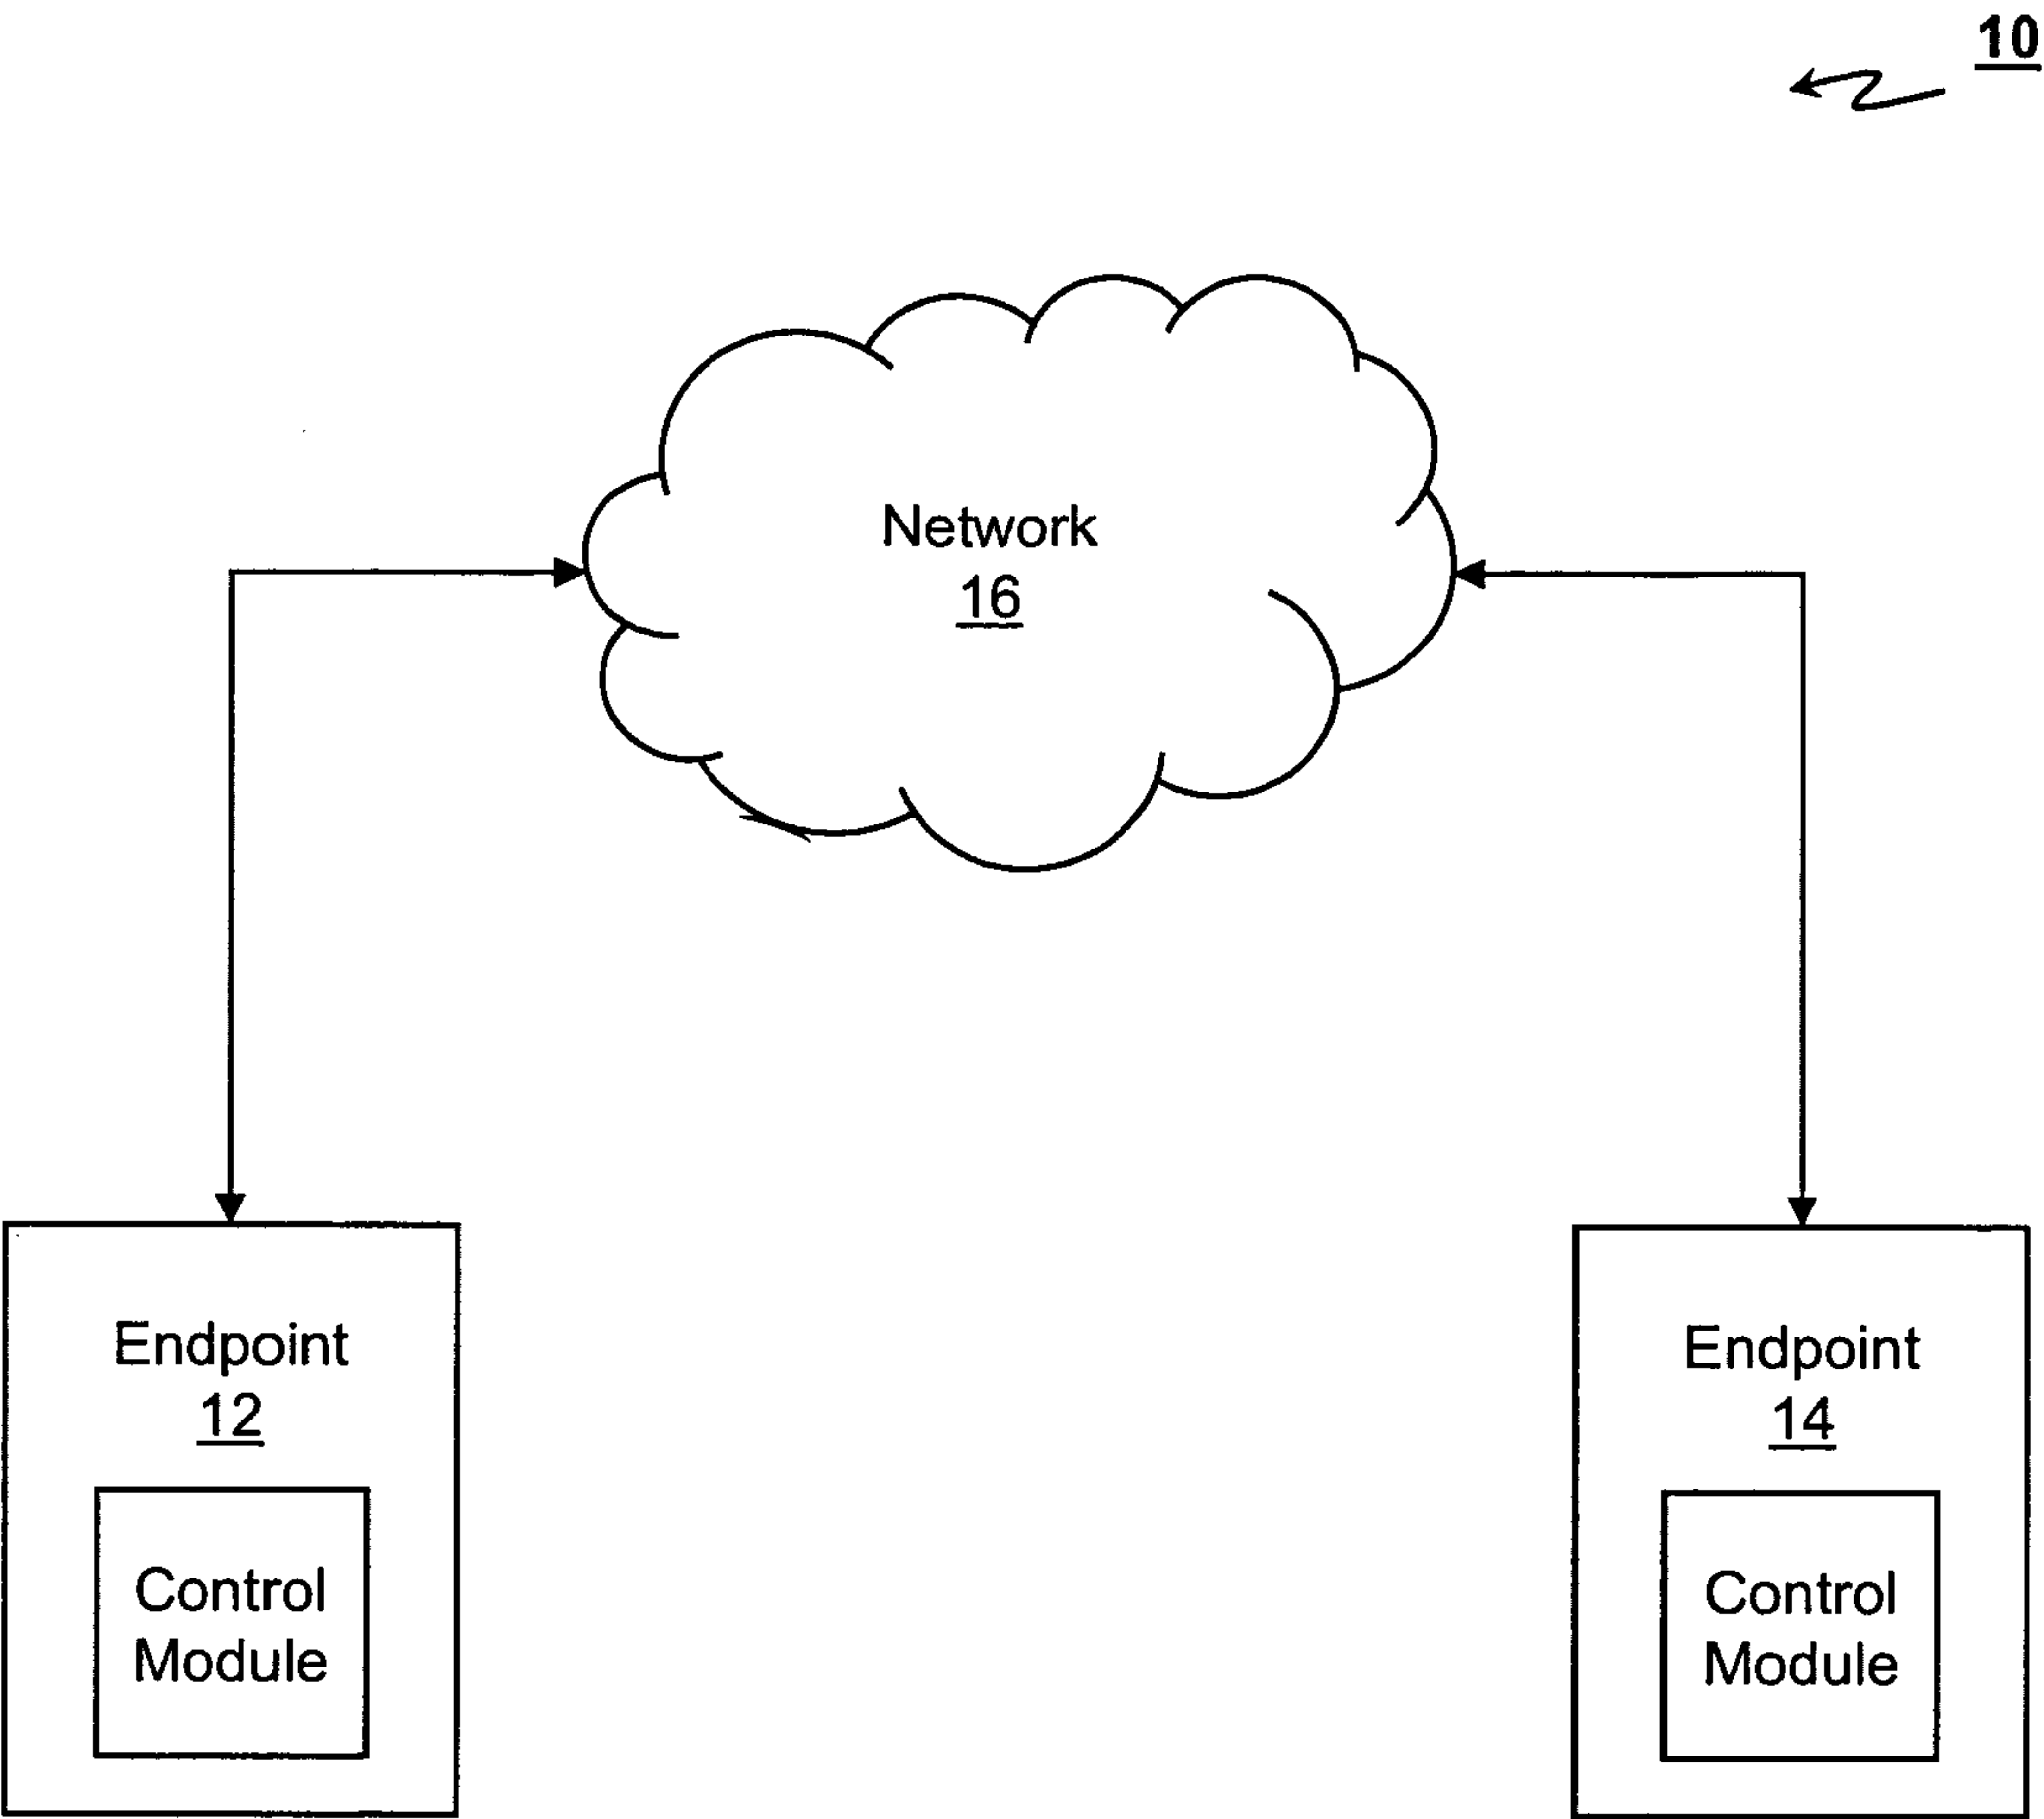 10
Network
16
Endpoint
12
Control
Module
Endpoint
14
Control
Module